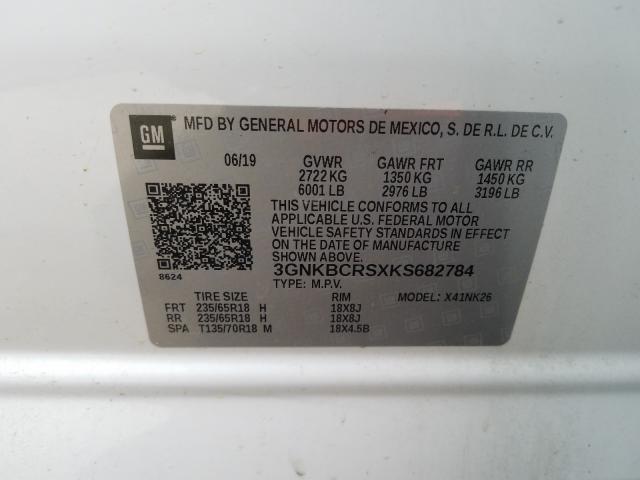 GM
MFD BY GENERAL MOTORS DE MEXICO, S. DE R.L. DE C.V.
06/19 GVWR GAWR FRT GAWR RR
2722 KG 1350 KG 1450 KG
6001 LB 2976 LB 3196 LB
THIS VEHICLE CONFORMS TO ALL
APPLICABLE U.S. FEDERAL MOTOR
VEHICLE SAFETY STANDARDS IN EFFECT
ON THE DATE OF MANUFACTURE
SHOWN ABOVE.
3GNKBCRSXKS682784
8624
TYPE: M.P.V. MODEL: X41NK26
TIRE SIZE RIM
FRT 235/65R18 H 18X8J
RR 235/65R18 H 18X8J
SPA T135/70R18 M 18X4.5B